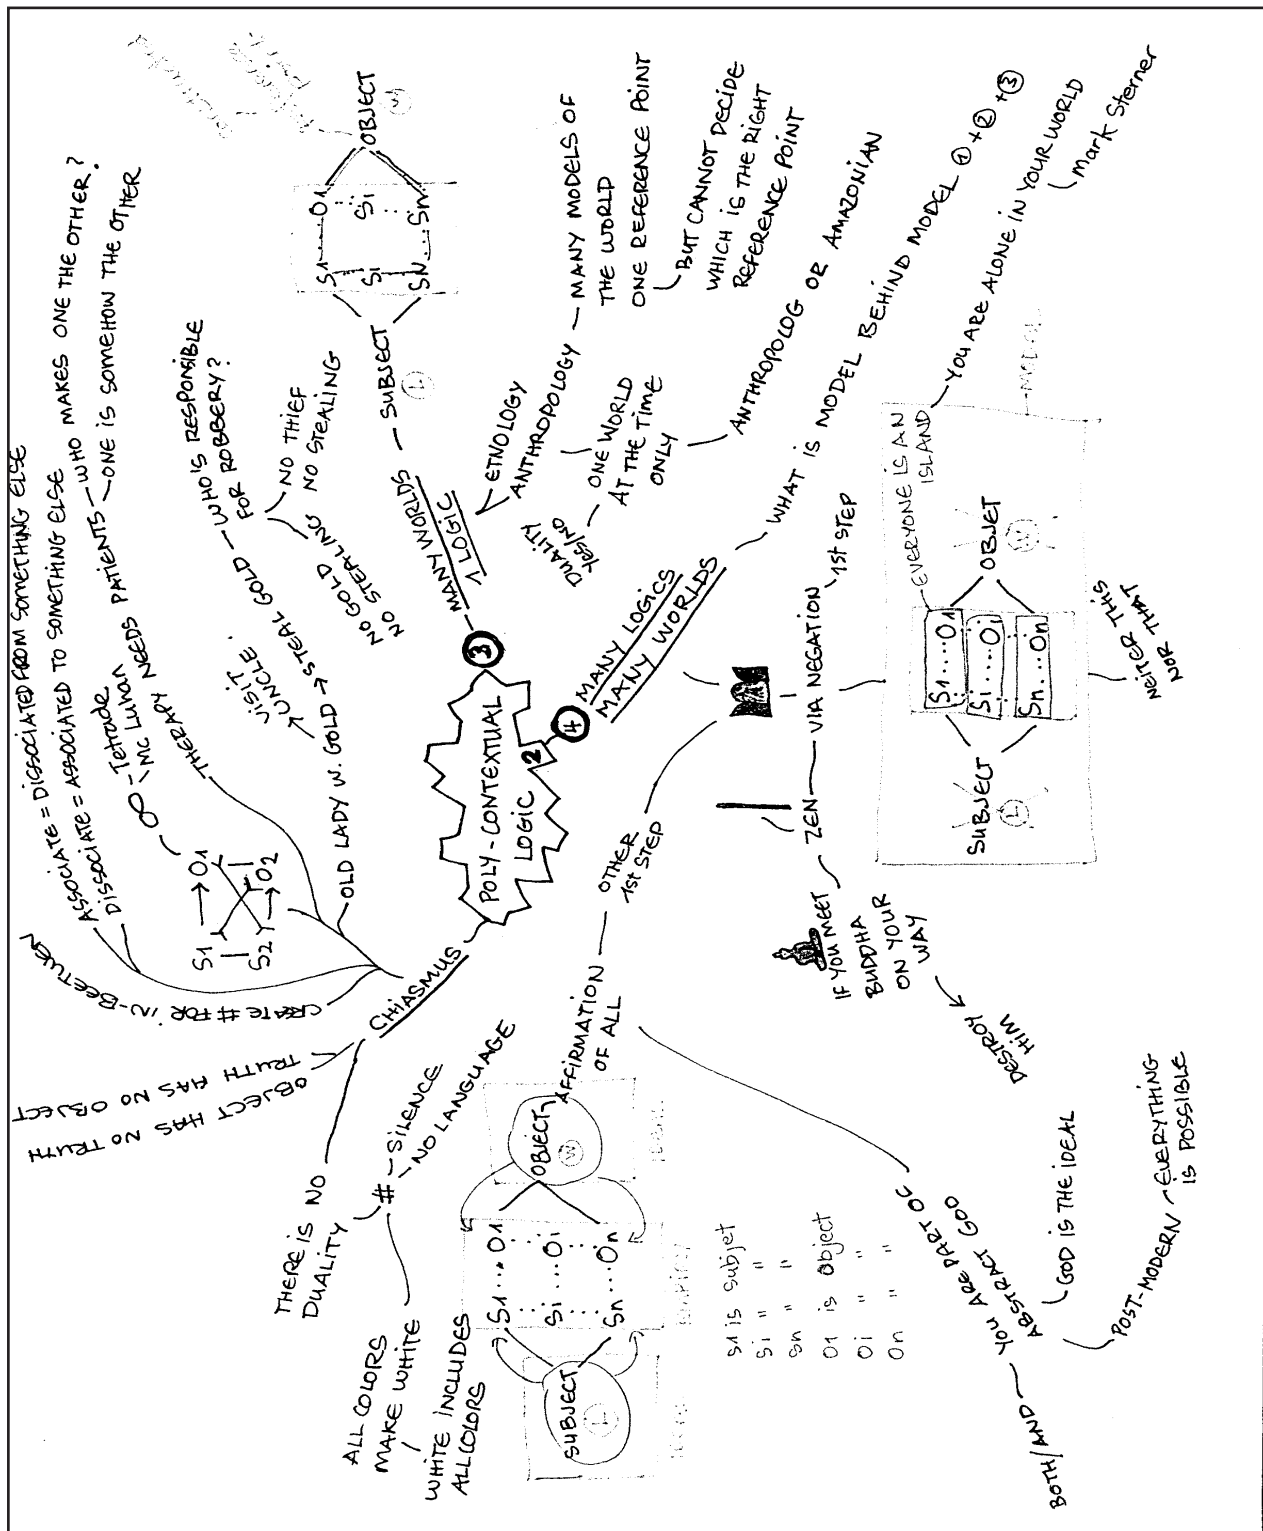 POLY-CONTEXTUAL
LOGIC
2
3
MANY WORLDS
1 LOGIC
SUBJECT
L
S1......O1
Si Si
SN....Sn
OBJECT
W
ETNOLOGY
ANTHROPOLOGY
MANY MODELS OF
THE WORLD
ONE REFERENCE POINT
BUT CANNOT DECIDE
WHICH IS THE RIGHT
REFERENCE POINT
ONE WORLD
AT THE TIME
ONLY
DUALITY
YES/NO
ANTHROPOLOG OR AMAZONIAN
4
MANY LOGICS
MANY WORLDS
WHAT IS MODEL BEHIND MODEL 1 + 2 + 3
ZEN
VIA NEGATION
1st STEP
IF YOU MEET
BUDDHA
ON YOUR
WAY
DESTROY
HIM
EVERYONE IS AN
ISLAND
YOU ARE ALONE IN YOUR WORLD
Mark Sterner
MODEL
SUBJECT
L
S1....O1
Si....Oi
Sn...On
OBJET
W
NEITER THIS
NOR THAT
OTHER
1st STEP
AFFIRMATION
OF ALL
YOU ARE PART OF
ABSTRACT GOD
BOTH/AND
GOD IS THE IDEAL
POST-MODERN
EVERYTHING
IS POSSIBLE
SUBJECT
L
S1....O1
Si....Oi
Sn....On
OBJECT
W
S1 is subjet
Si " "
Sn " "
O1 is Object
Oi " "
On " "
CHIASMUS
THERE IS NO
DUALITY
#
SILENCE
NO LANGUAGE
ALL COLORS
MAKE WHITE
WHITE INCLUDES
ALL COLORS
OBJECT HAS NO TRUTH
TRUTH HAS NO OBJECT
CREATE # FOR IN-BEETWEN
ASSOCIATE = DISSOCIATED FROM SOMETHING ELSE
DISSOCIATE = ASSOCIATED TO SOMETHING ELSE
S1 → O1
S2 → O2
∞
Tetrade
MC Luhan
THERAPY NEEDS PATIENTS
WHO MAKES ONE THE OTHER?
ONE IS SOMEHOW THE OTHER
OLD LADY W. GOLD
VISIT
UNCLE.
STEAL GOLD
WHO IS RESPONSIBLE
FOR ROBBERY?
NO THIEF
NO STEALING
NO GOLD
NO STEALING